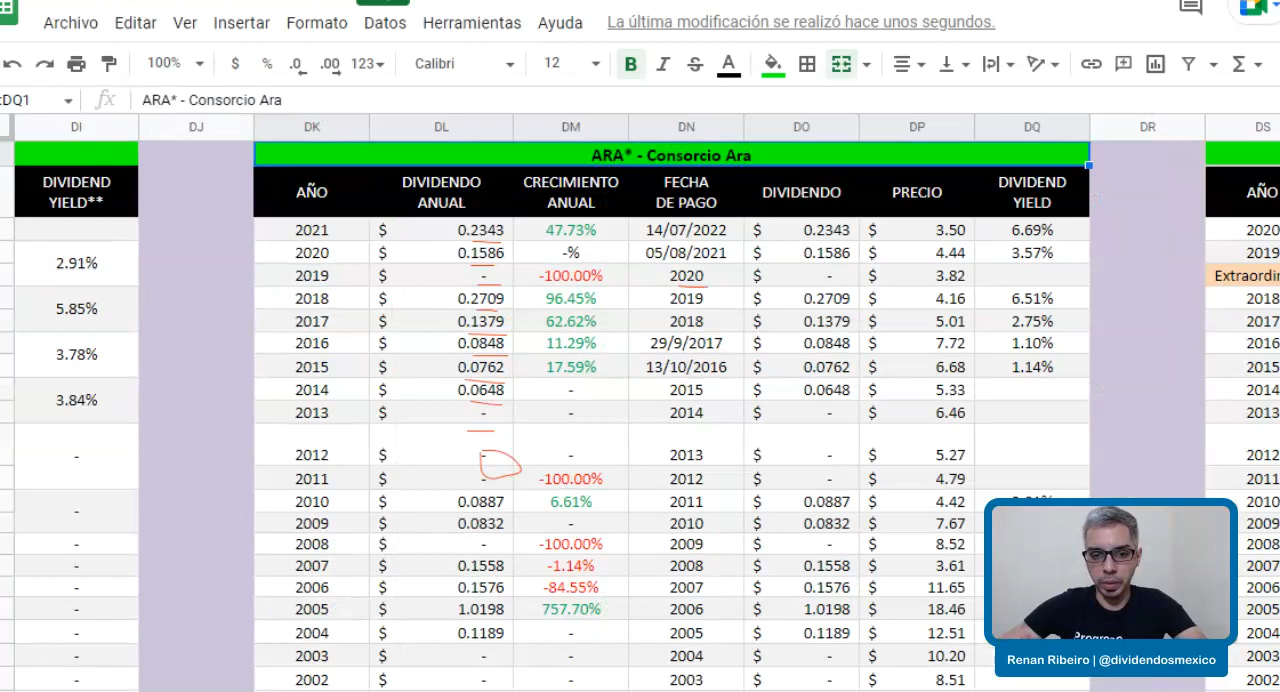 Archivo Editar Ver Insertar Formato Datos Herramientas Ayuda La última modificación se realizó hace unos segundos.
100% $ % .0 .00 123 Calibri 12 B I S A
:DQ1 fx ARA* - Consorcio Ara
DI DJ DK DL DM DN DO DP DQ DR DS
ARA* - Consorcio Ara
DIVIDEND YIELD** AÑO DIVIDENDO ANUAL CRECIMIENTO ANUAL FECHA DE PAGO DIVIDENDO PRECIO DIVIDEND YIELD AÑO
2021 $ 0.2343 47.73% 14/07/2022 $ 0.2343 $ 3.50 6.69% 2020
2.91% 2020 $ 0.1586 -% 05/08/2021 $ 0.1586 $ 4.44 3.57% 2019
2019 $ - -100.00% 2020 $ - $ 3.82 Extraordin
5.85% 2018 $ 0.2709 96.45% 2019 $ 0.2709 $ 4.16 6.51% 2018
2017 $ 0.1379 62.62% 2018 $ 0.1379 $ 5.01 2.75% 2017
3.78% 2016 $ 0.0848 11.29% 29/9/2017 $ 0.0848 $ 7.72 1.10% 2016
2015 $ 0.0762 17.59% 13/10/2016 $ 0.0762 $ 6.68 1.14% 2015
3.84% 2014 $ 0.0648 - 2015 $ 0.0648 $ 5.33 2014
2013 $ - - 2014 $ - $ 6.46 2013
- 2012 $ - - 2013 $ - $ 5.27 2012
2011 $ - -100.00% 2012 $ - $ 4.79 2011
- 2010 $ 0.0887 6.61% 2011 $ 0.0887 $ 4.42 2010
2009 $ 0.0832 - 2010 $ 0.0832 $ 7.67 2009
- 2008 $ - -100.00% 2009 $ - $ 8.52 2008
- 2007 $ 0.1558 -1.14% 2008 $ 0.1558 $ 3.61 2007
- 2006 $ 0.1576 -84.55% 2007 $ 0.1576 $ 11.65 2006
- 2005 $ 1.0198 757.70% 2006 $ 1.0198 $ 18.46 2005
- 2004 $ 0.1189 - 2005 $ 0.1189 $ 12.51 2004
- 2003 $ - - 2004 $ - $ 10.20 2003
- 2002 $ - - 2003 $ - $ 8.51 2002
Renan Ribeiro | @dividendosmexico